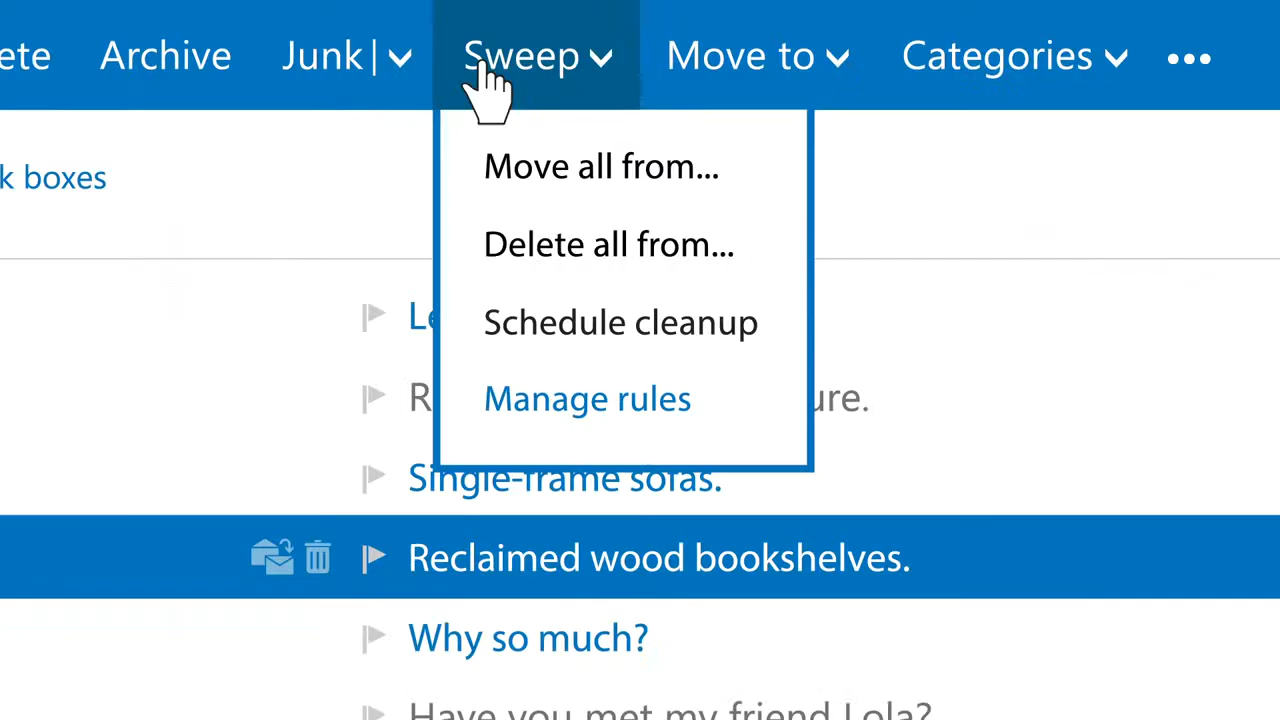 ete Archive Junk | Sweep Move to Categories •••
Move all from...
k boxes
Delete all from...
Le
Schedule cleanup
R ure.
Manage rules
Single-frame sofas.
Reclaimed wood bookshelves.
Why so much?
Have you met my friend Lola?